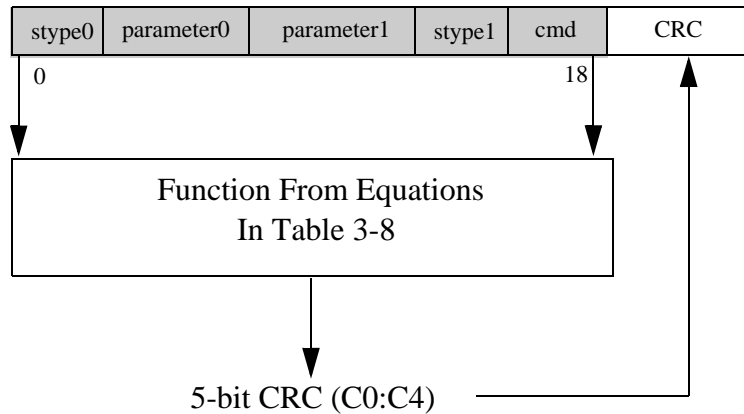 stype0 parameter0 parameter1 stype1 cmd CRC
0 18
Function From Equations
In Table 3-8
5-bit CRC (C0:C4)